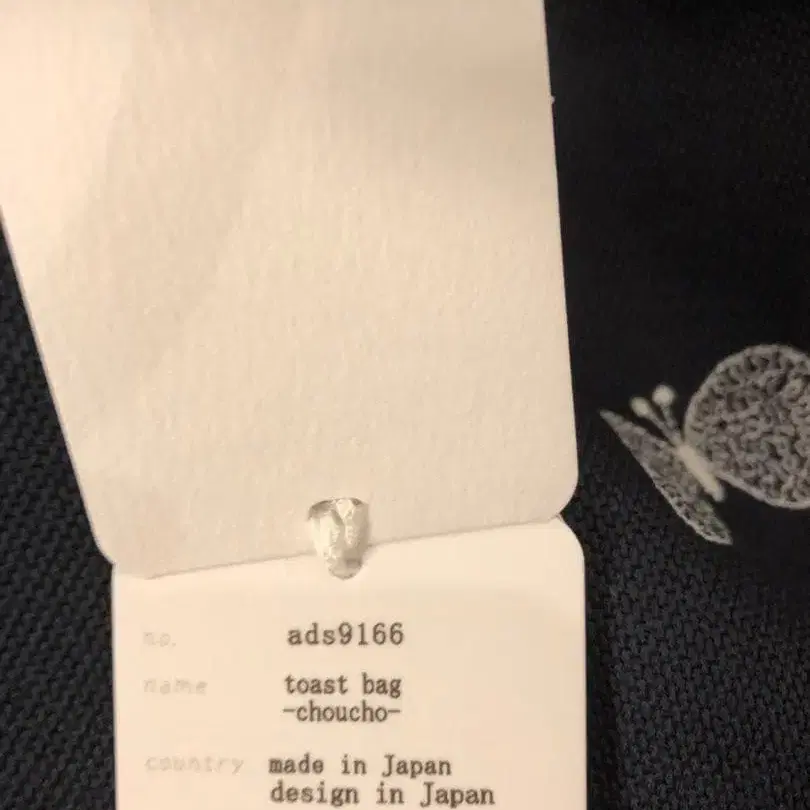 no. ads9166
name toast bag
-choucho-
country made in Japan
design in Japan